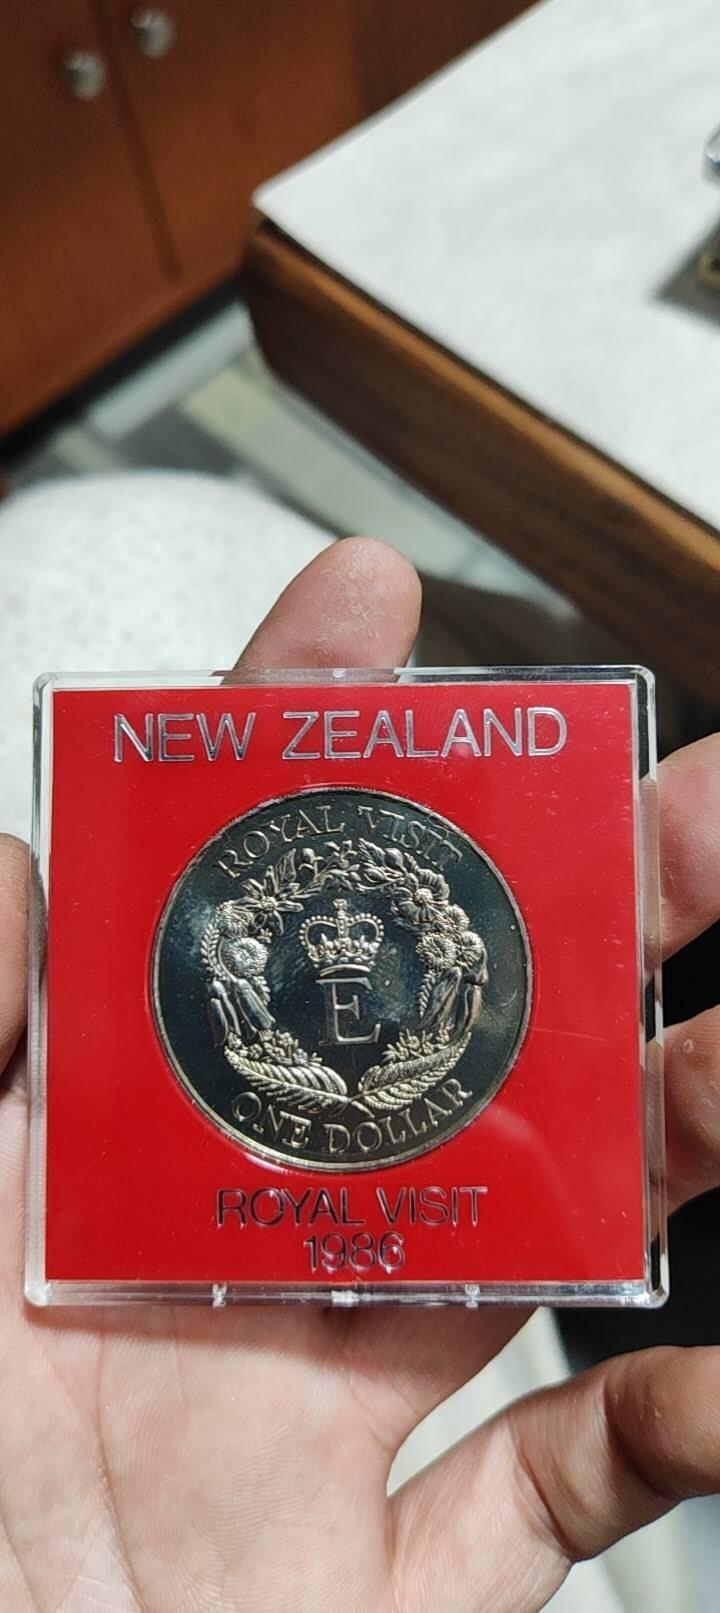 NEW ZEALAND
ROYAL VISIT
E
ONE DOLLAR
ROYAL VISIT
1986